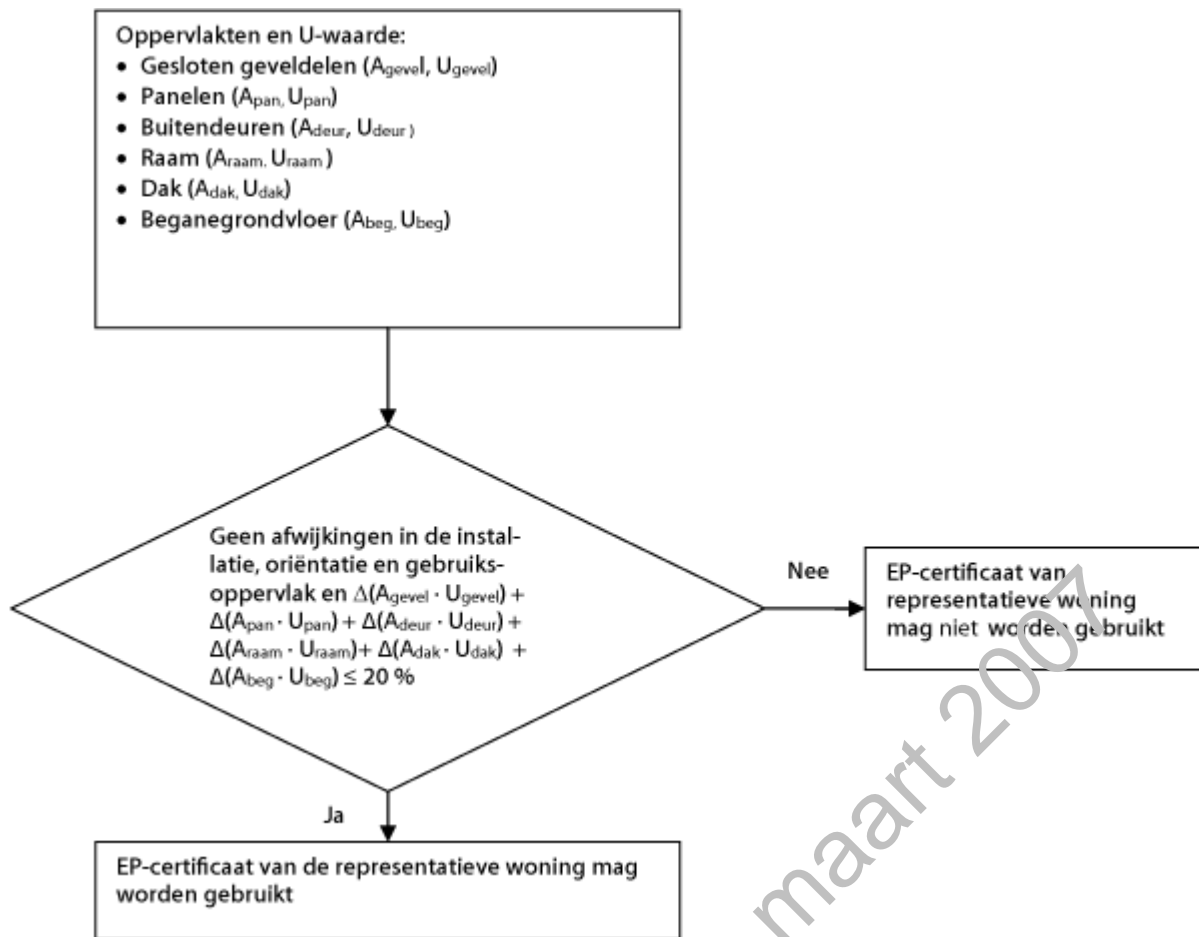 Oppervlakten en U-waarde:
• Gesloten geveldelen (Agevel, Ugevel)
• Panelen (Apan, Upan)
• Buitendeuren (Adeur, Udeur )
• Raam (Araam, Uraam )
• Dak (Adak, Udak)
• Beganegrondvloer (Abeg, Ubeg)
Geen afwijkingen in de instal-
latie, oriëntatie en gebruiks-
oppervlak en Δ(Agevel · Ugevel) +
Δ(Apan · Upan) + Δ(Adeur · Udeur) +
Δ(Araam · Uraam)+ Δ(Adak · Udak) +
Δ(Abeg · Ubeg) ≤ 20 %
Nee
EP-certificaat van
representatieve woning
mag niet worden gebruikt
Ja
EP-certificaat van de representatieve woning mag
worden gebruikt
maart 2007